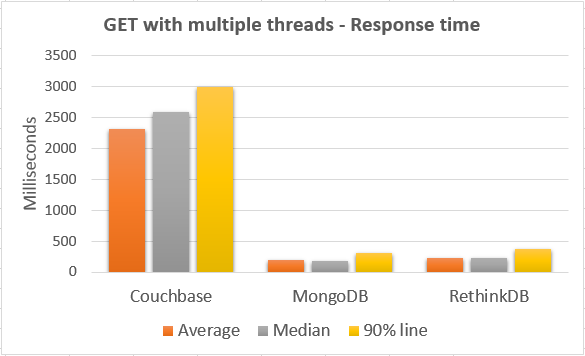 GET with multiple threads - Response time
3500
3000
2500
2000
1500
1000
500
0
Milliseconds
Couchbase MongoDB RethinkDB
Average Median 90% line